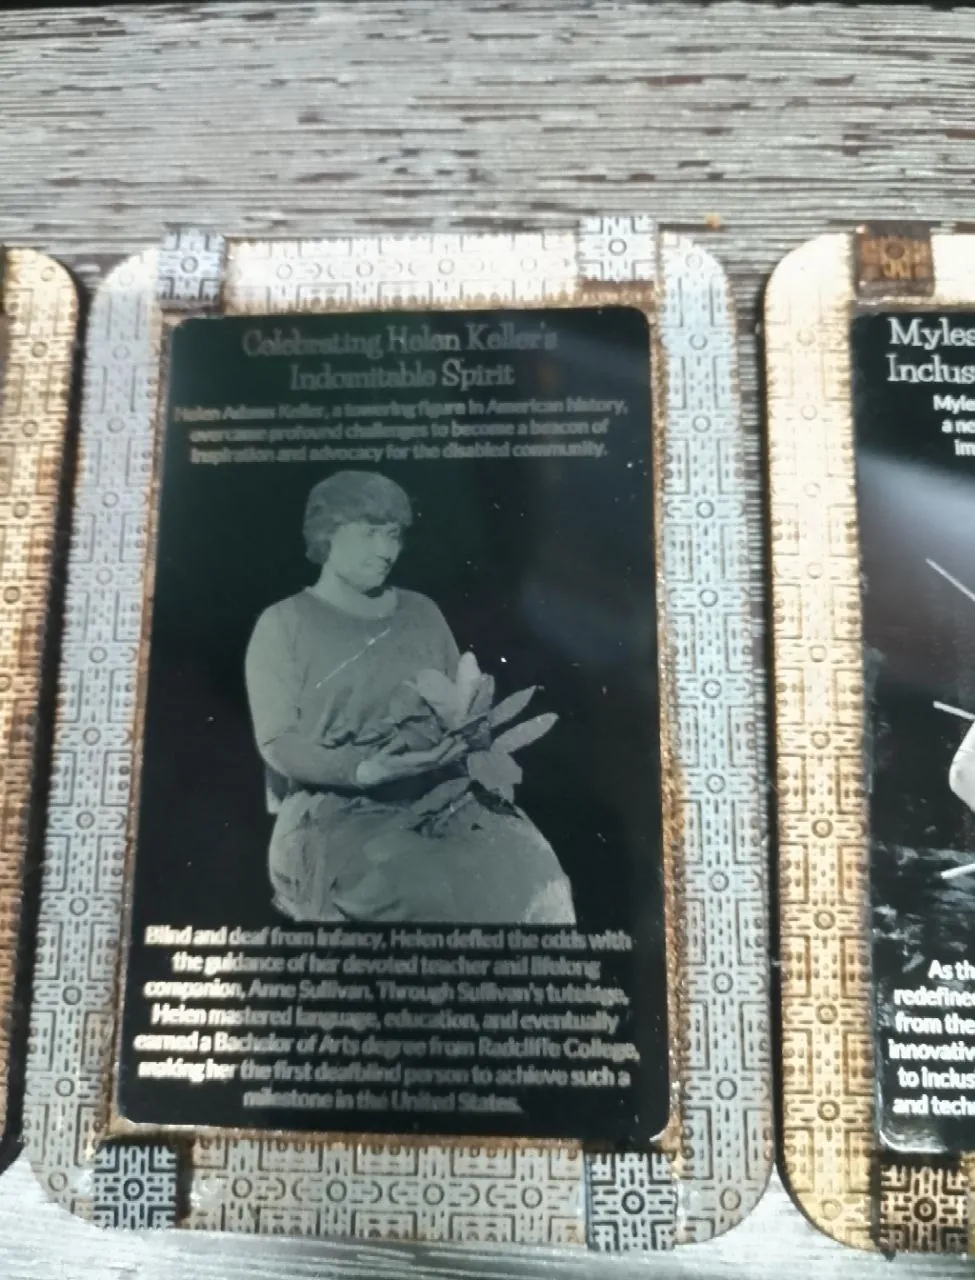 Celebrating Helen Keller's
Indomitable Spirit
Helen Adams Keller, a towering figure in American history,
overcame profound challenges to become a beacon of
inspiration and advocacy for the disabled community.
Blind and deaf from infancy, Helen defied the odds with
the guidance of her devoted teacher and lifelong
companion, Anne Sullivan. Through Sullivan's tutelage,
Helen mastered language, education, and eventually
earned a Bachelor of Arts degree from Radcliffe College,
making her the first deafblind person to achieve such a
milestone in the United States.
Myles
Inclus
Myle
a ne
im
As th
redefine
from the
innovativ
to inclus
and tech